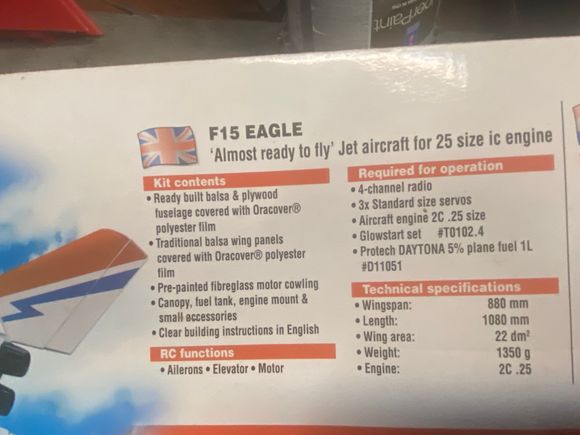 perPaint
F15 EAGLE
'Almost ready to fly' Jet aircraft for 25 size ic engine
Kit contents
• Ready built balsa & plywood
fuselage covered with Oracover®
polyester film
• Traditional balsa wing panels
covered with Oracover® polyester
film
• Pre-painted fibreglass motor cowling
• Canopy, fuel tank, engine mount &
small accessories
• Clear building instructions in English
RC functions
• Ailerons • Elevator • Motor
Required for operation
• 4-channel radio
• 3x Standard size servos
• Aircraft engine 2C .25 size
• Glowstart set #T0102.4
• Protech DAYTONA 5% plane fuel 1L
#D11051
Technical specifications
• Wingspan: 880 mm
• Length: 1080 mm
• Wing area: 22 dm²
• Weight: 1350 g
• Engine: 2C .25